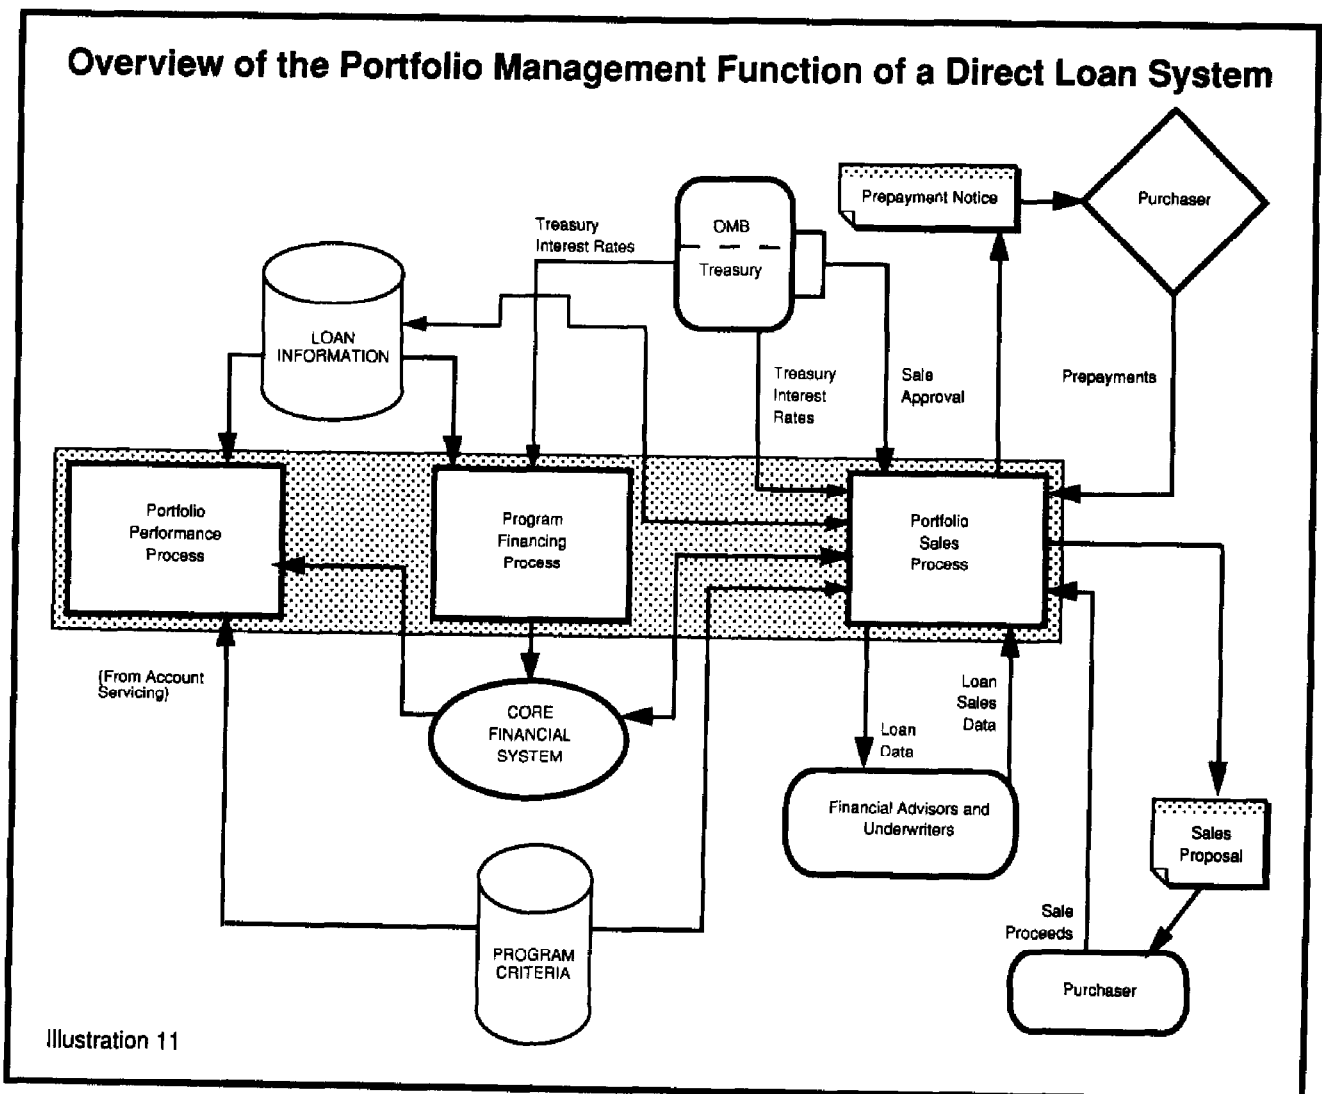 Overview of the Portfolio Management Function of a Direct Loan System
Prepayment Notice
Purchaser
OMB
Treasury
Treasury
Interest Rates
LOAN
INFORMATION
Treasury
Interest
Rates
Sale
Approval
Prepayments
Portfolio
Performance
Process
Program
Financing
Process
Portfolio
Sales
Process
(From Account
Servicing)
CORE
FINANCIAL
SYSTEM
Loan
Data
Loan
Sales
Data
Financial Advisors and
Underwriters
Sales
Proposal
Sale
Proceeds
PROGRAM
CRITERIA
Purchaser
Illustration 11